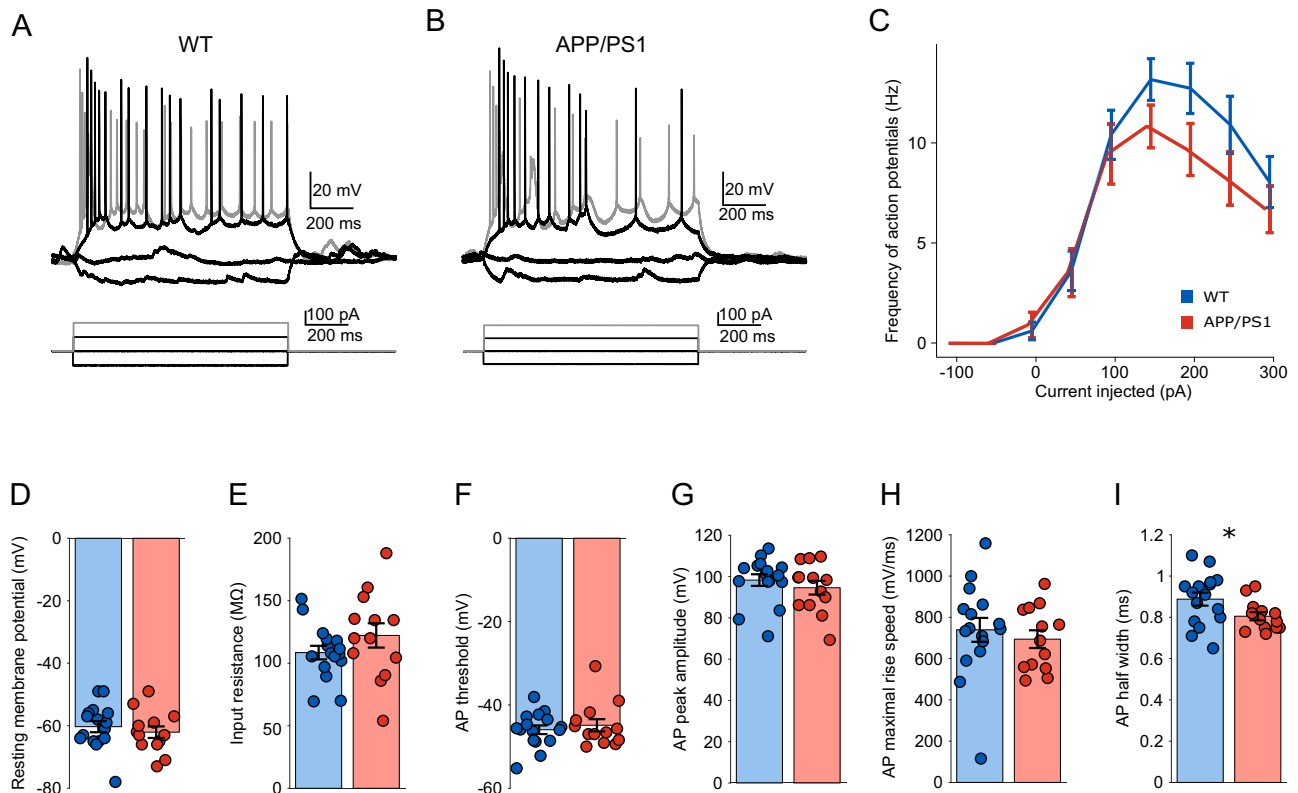 A
WT
20 mV
200 ms
100 pA
200 ms
B
APP/PS1
20 mV
200 ms
100 pA
200 ms
C
Frequency of action potentials (Hz)
10
5
0
-100
0
100
200
300
Current injected (pA)
WT
APP/PS1
D
Resting membrane potential (mV)
0
-20
-40
-60
-80
E
Input resistance (MΩ)
200
150
100
50
0
F
AP threshold (mV)
0
-20
-40
-60
G
AP peak amplitude (mV)
120
100
80
60
40
20
0
H
AP maximal rise speed (mV/ms)
1200
1000
800
600
400
200
0
I
AP half width (ms)
1.2
1
0.8
0.6
0.4
0.2
0
*